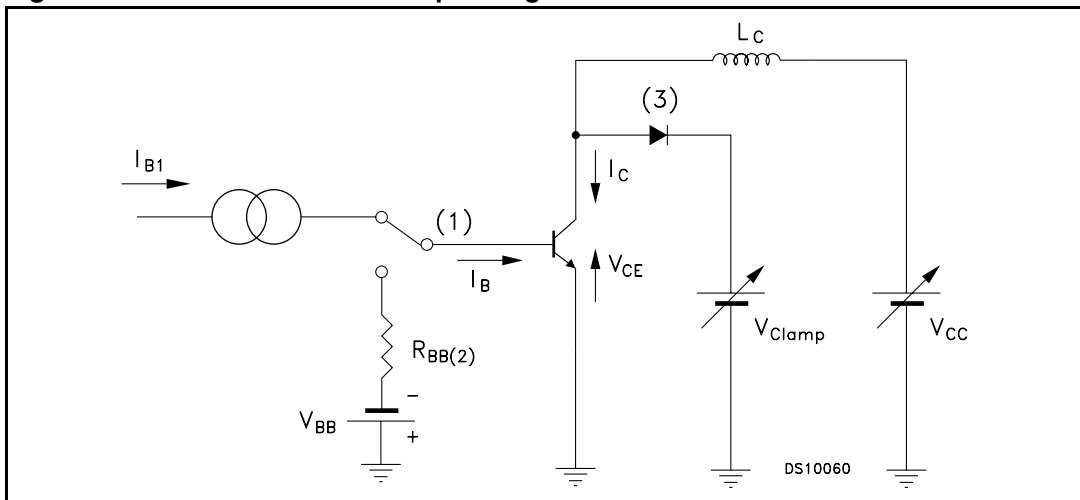 L C
(3)
I B1
I C
(1)
V CE
I B
V Clamp
V CC
R BB(2)
−
V BB
+
DS10060